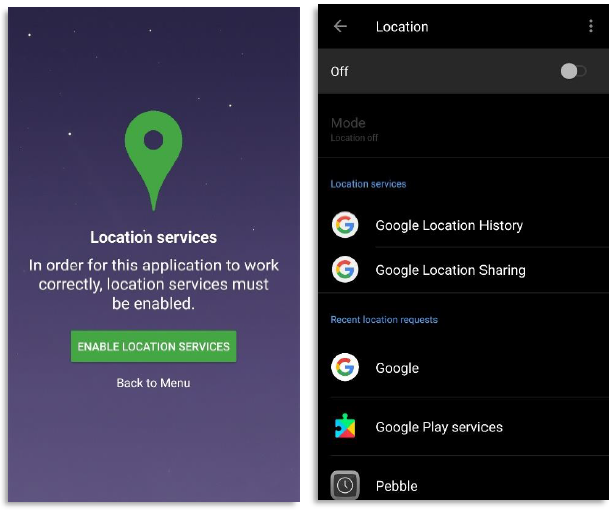 Location services
In order for this application to work
correctly, location services must
be enabled.
ENABLE LOCATION SERVICES
Back to Menu
Location
Off
Mode
Location off
Location services
Google Location History
Google Location Sharing
Recent location requests
Google
Google Play services
Pebble